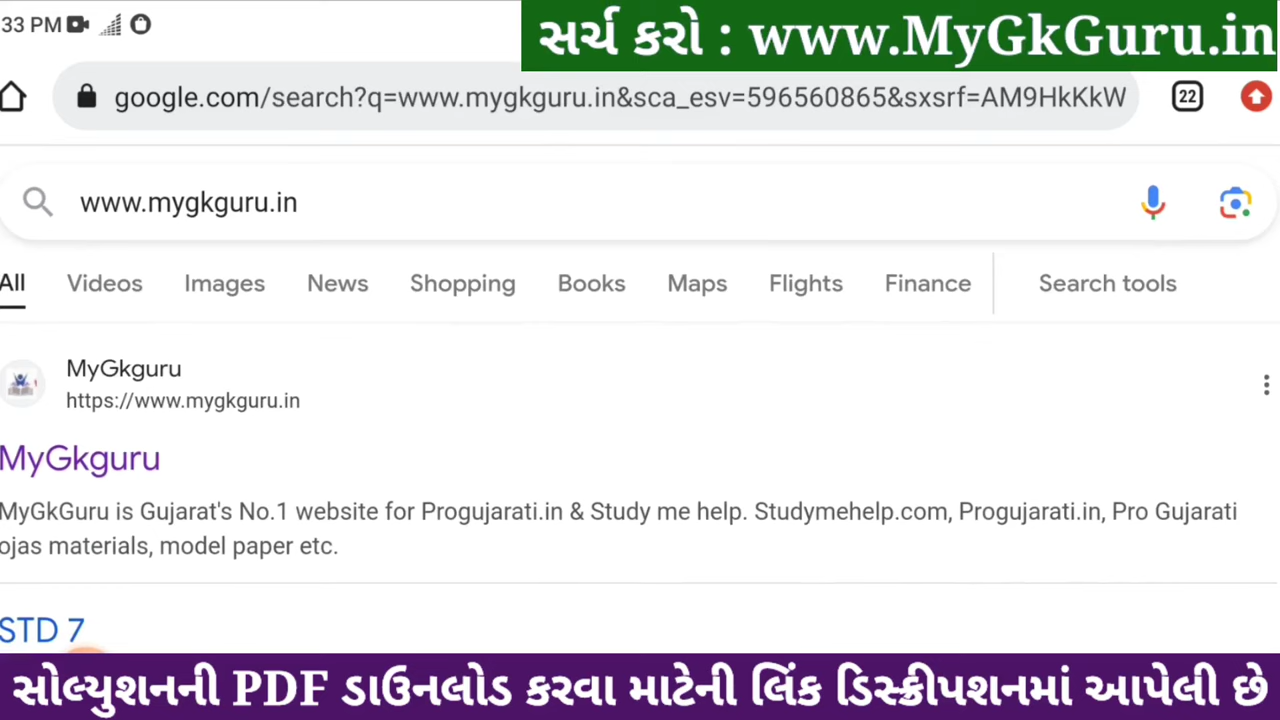 33 PM
સર્ચ કરો : www.MyGkGuru.in
google.com/search?q=www.mygkguru.in&sca_esv=596560865&sxsrf=AM9HkKkW
22
www.mygkguru.in
All Videos Images News Shopping Books Maps Flights Finance Search tools
MyGkguru
https://www.mygkguru.in
MyGkguru
MyGkGuru is Gujarat's No.1 website for Progujarati.in & Study me help. Studymehelp.com, Progujarati.in, Pro Gujarati
ojas materials, model paper etc.
STD 7
સોલ્યુશનની PDF ડાઉનલોડ કરવા માટેની લિંક ડિસ્ક્રીપશનમાં આપેલી છે